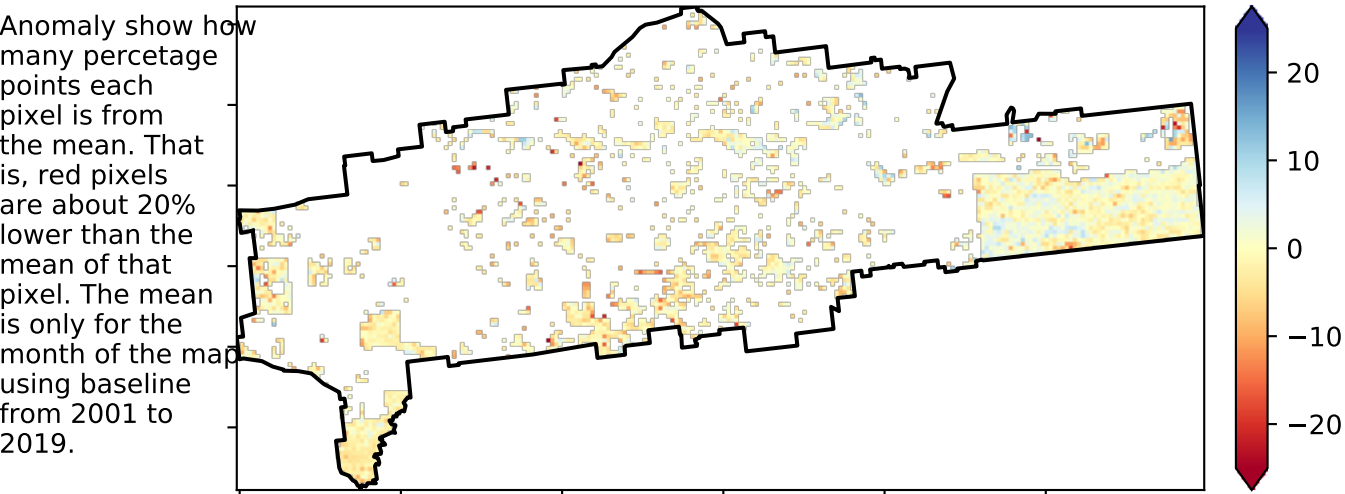 Anomaly show how
many percetage
points each
pixel is from
the mean. That
is, red pixels
are about 20%
lower than the
mean of that
pixel. The mean
is only for the
month of the map
using baseline
from 2001 to
2019.
20
10
0
−10
−20